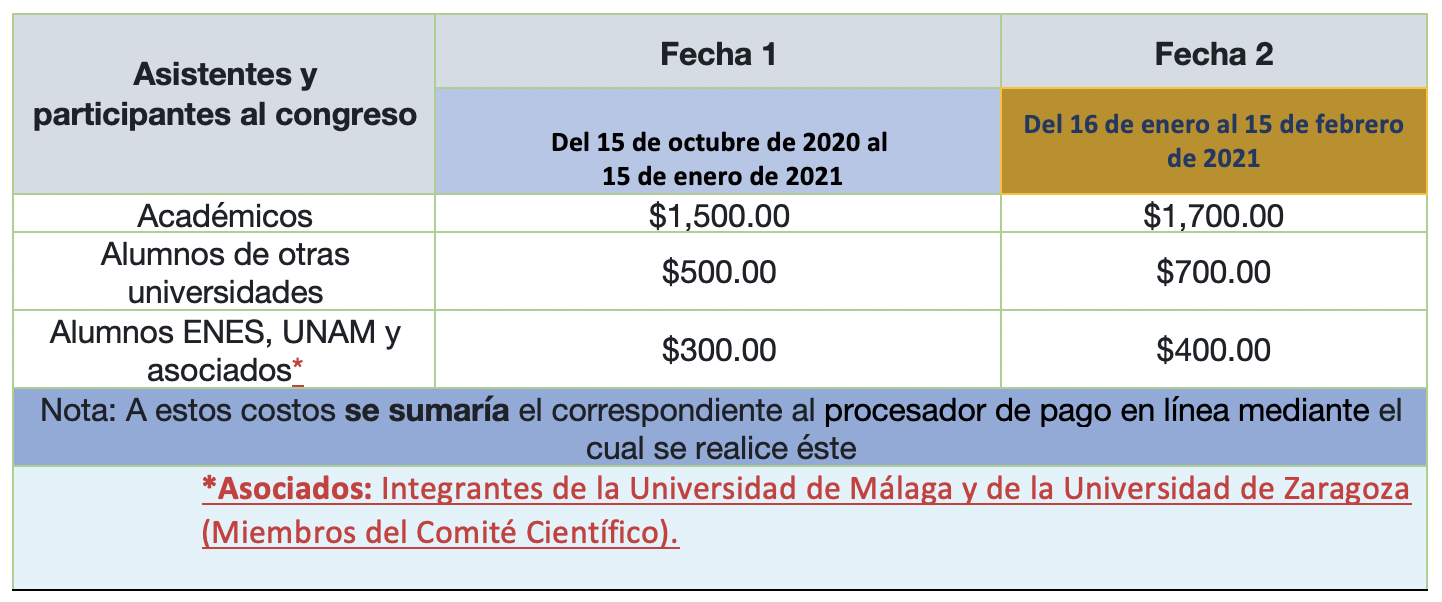 Asistentes y
participantes al congreso
Fecha 1
Fecha 2
Del 15 de octubre de 2020 al
15 de enero de 2021
Del 16 de enero al 15 de febrero
de 2021
Académicos
$1,500.00
$1,700.00
Alumnos de otras
universidades
$500.00
$700.00
Alumnos ENES, UNAM y
asociados*
$300.00
$400.00
Nota: A estos costos se sumaría el correspondiente al procesador de pago en línea mediante el
cual se realice éste
*Asociados: Integrantes de la Universidad de Málaga y de la Universidad de Zaragoza
(Miembros del Comité Científico).